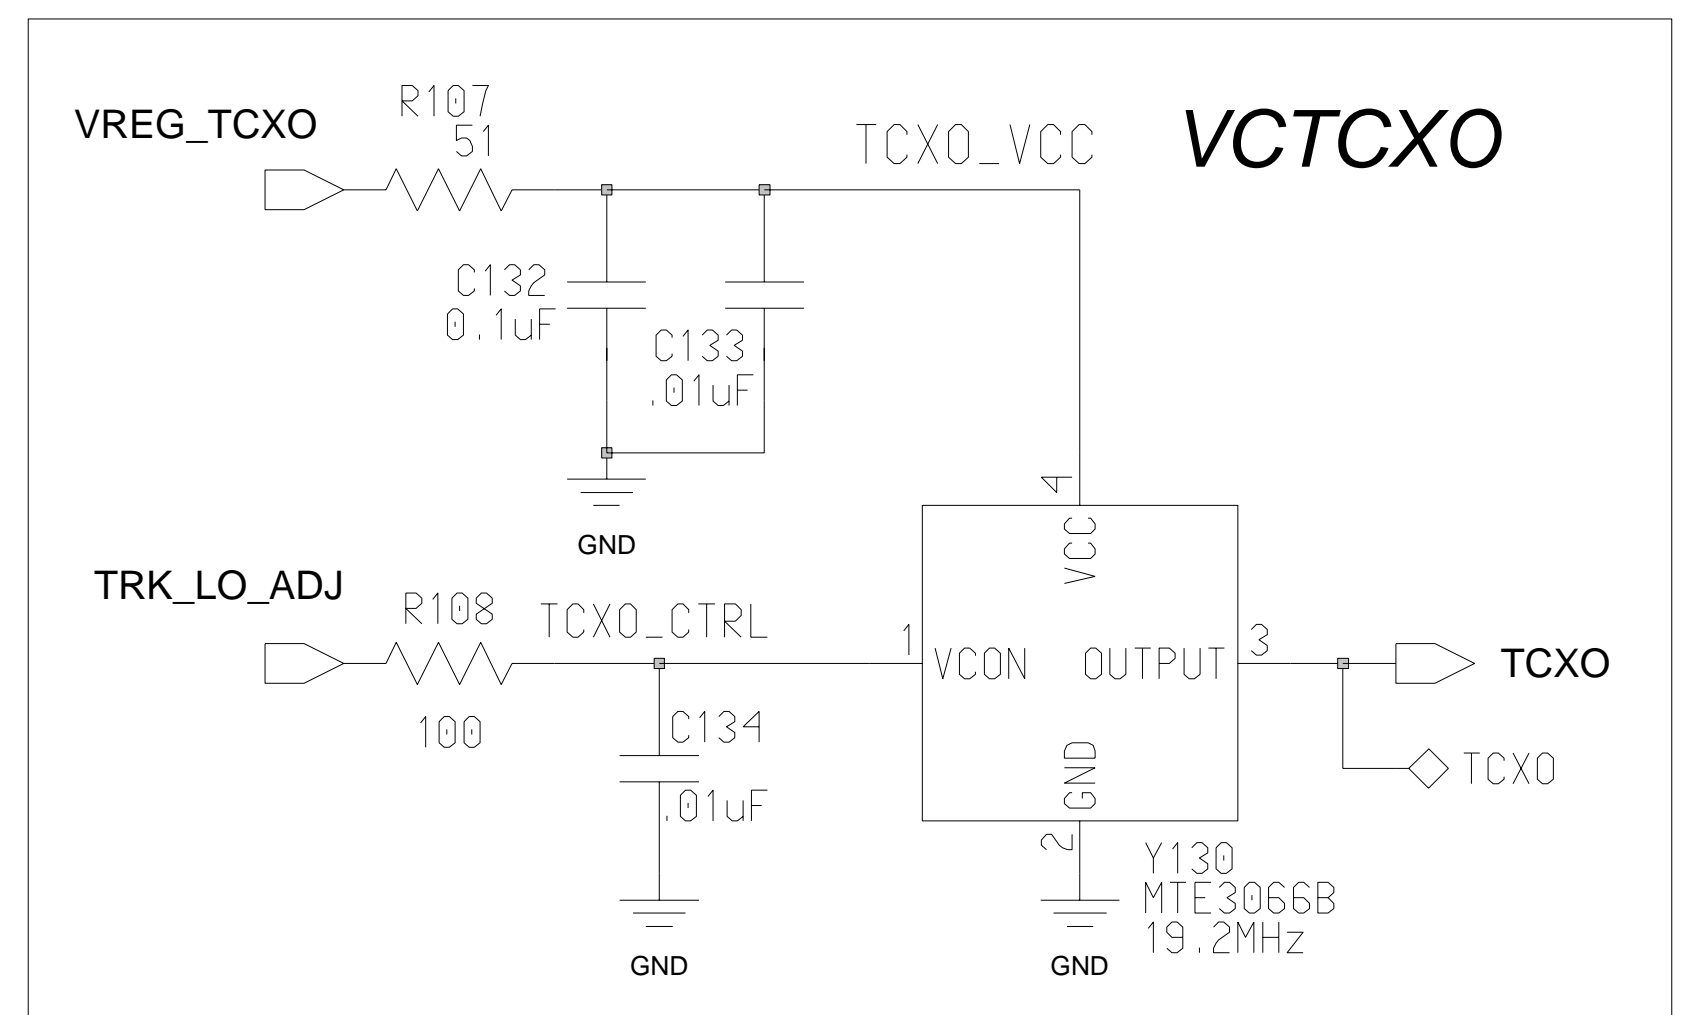 VREG_TCXO
R107
51
TCXO_VCC
VCTCXO
C132
0.1uF
C133
.01uF
GND
4
VCC
TRK_LO_ADJ
R108
100
TCXO_CTRL
1
VCON
OUTPUT
3
TCXO
C134
.01uF
GND
TCXO
2
Y130
MTE3066B
19.2MHz
GND
GND